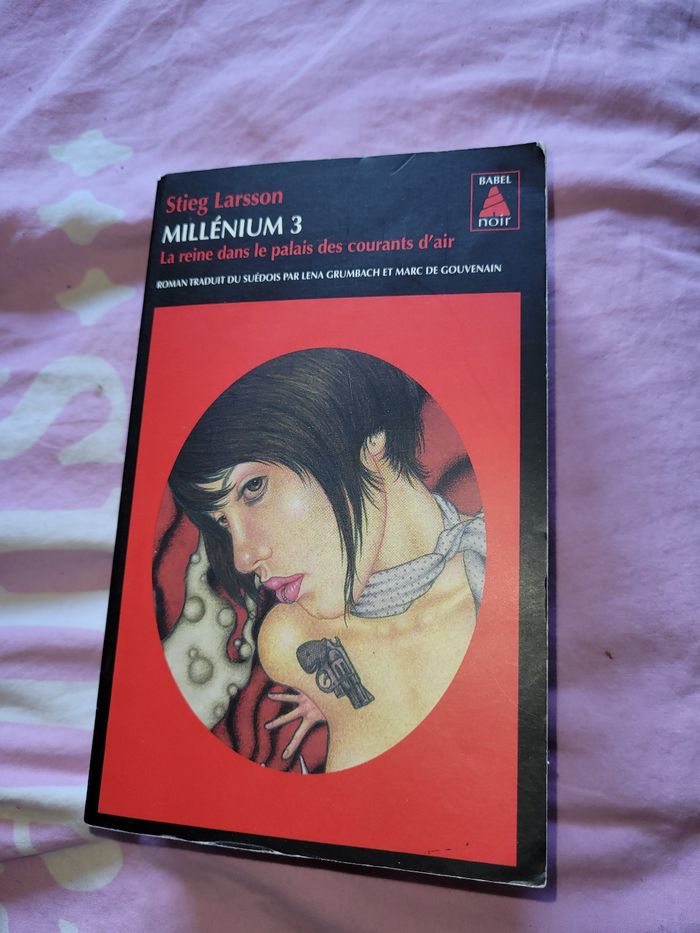 Stieg Larsson
MILLÉNIUM 3
La reine dans le palais des courants d'air
ROMAN TRADUIT DU SUÉDOIS PAR LENA GRUMBACH ET MARC DE GOUVENAIN
BABEL
noir